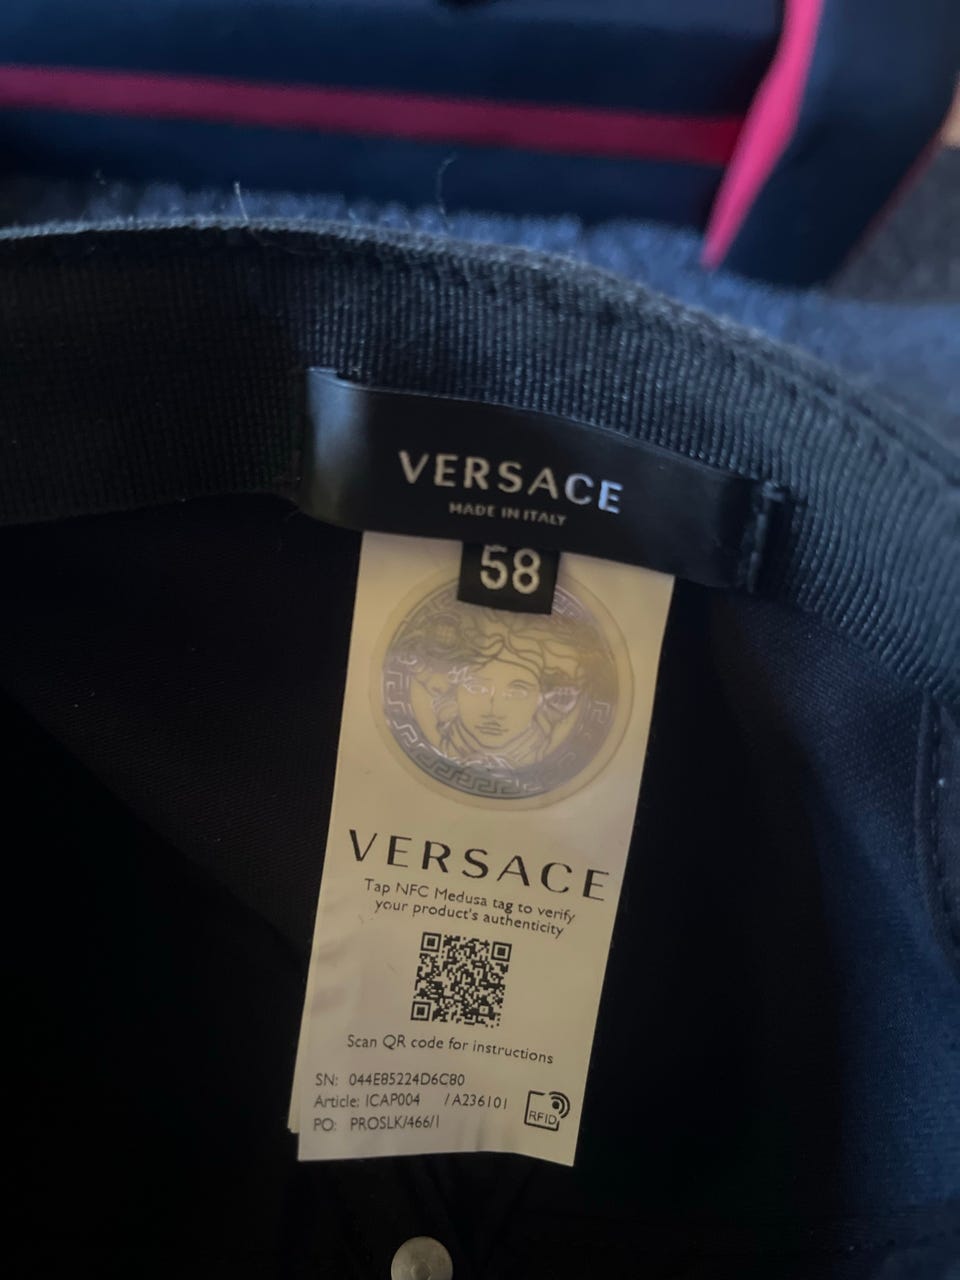 VERSACE
MADE IN ITALY
58
VERSACE
Tap NFC Medusa tag to verify
your product's authenticity
Scan QR code for instructions
SN: 044E85224D6C80
Article: ICAP004 /A236101
PO: PROSLK/466/1
RFID